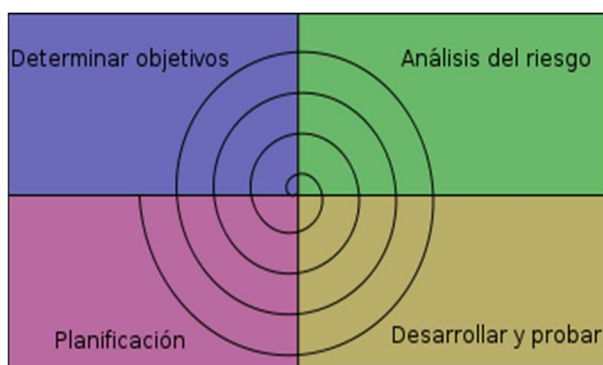 Determinar objetivos
Análisis del riesgo
Planificación
Desarrollar y probar